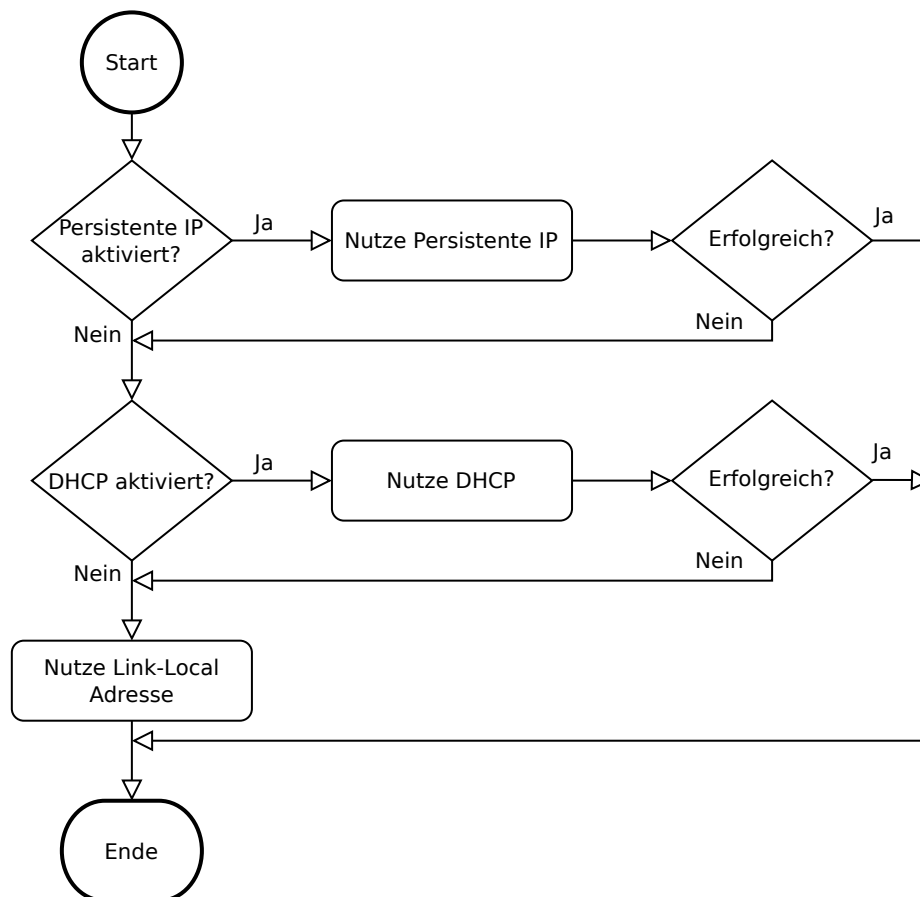 Start
Persistente IP
aktiviert?
Ja
Nutze Persistente IP
Erfolgreich?
Ja
Nein
Nein
DHCP aktiviert?
Ja
Nutze DHCP
Erfolgreich?
Ja
Nein
Nein
Nutze Link-Local
Adresse
Ende